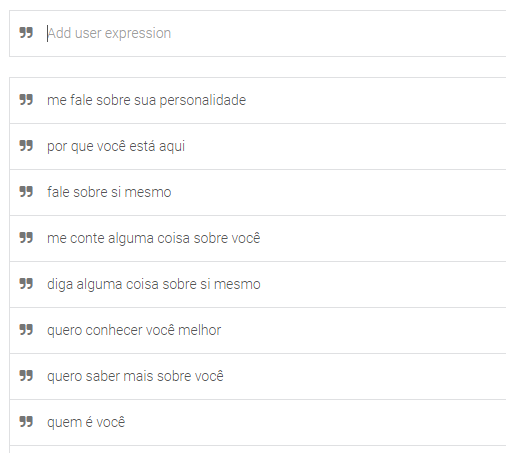 Add user expression
me fale sobre sua personalidade
por que você está aqui
fale sobre si mesmo
me conte alguma coisa sobre você
diga alguma coisa sobre si mesmo
quero conhecer você melhor
quero saber mais sobre você
quem é você